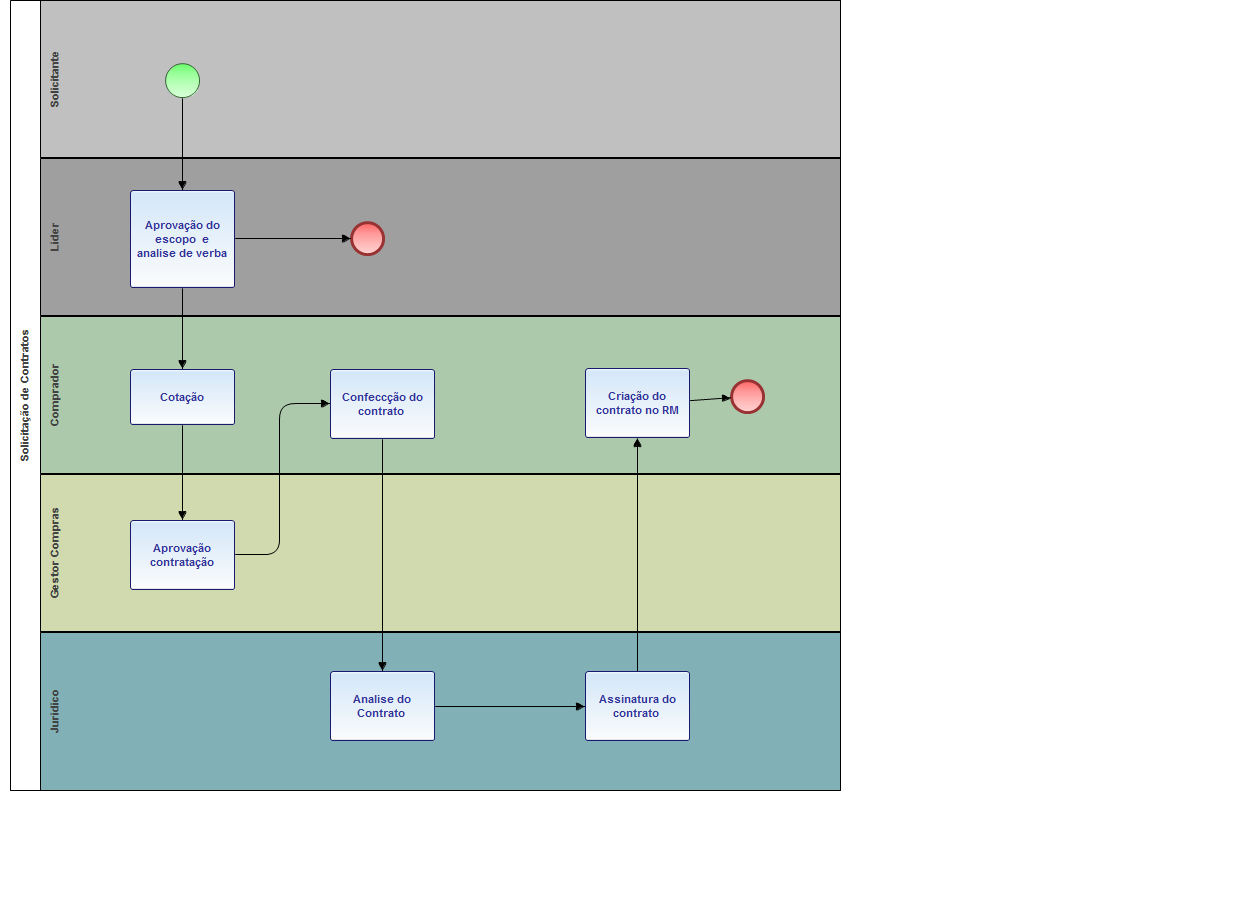 Solicitação de Contratos
Solicitante
Lider
Aprovação do
escopo e
analise de verba
Comprador
Cotação
Confeccção do
contrato
Criação do
contrato no RM
Gestor Compras
Aprovação
contratação
Juridico
Analise do
Contrato
Assinatura do
contrato